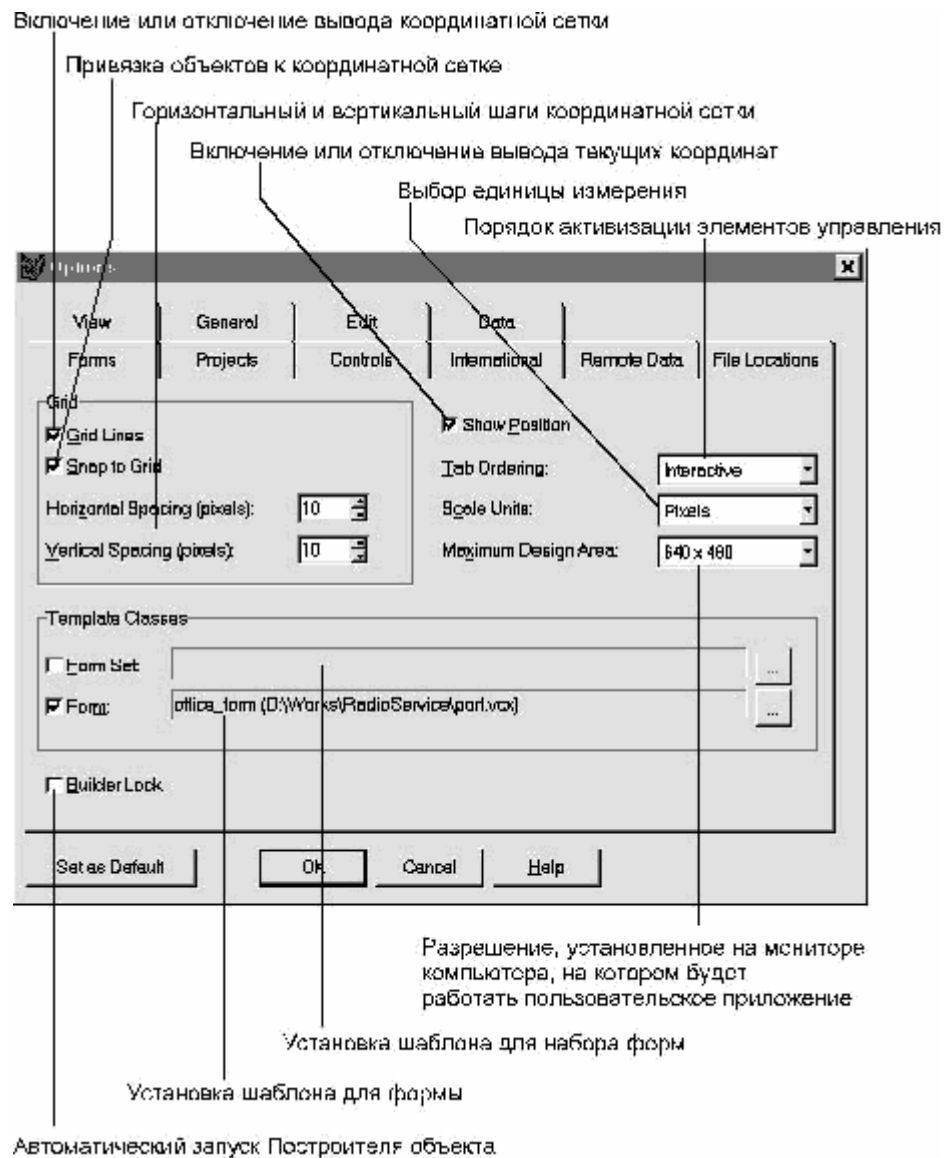 Включение или отключение вывода координатной сетки
Привязка объектов к координатной сетке
Горизонтальный и вертикальный шаги координатной сетки
Включение или отключение вывода текущих координат
Выбор единицы измерения
Порядок активизации элементов управления
Options
View General Edit Data
Forms Projects Controls International Remote Data File Locations
Grid
Grid Lines
Show Position
Snap to Grid
Tab Ordering: Interactive
Horizontal Spacing (pixels): 10
Scale Units: Pixels
Vertical Spacing (pixels): 10
Maximum Design Area: 640 x 480
Template Classes
Form Set: ...
Form: office_form (D:\Works\RadioService\port.vcx) ...
Builder Lock
Set as Default OK Cancel Help
Разрешение, установленное на мониторе
компьютера, на котором будет
работать пользовательское приложение
Установка шаблона для набора форм
Установка шаблона для формы
Автоматический запуск Построителя объекта